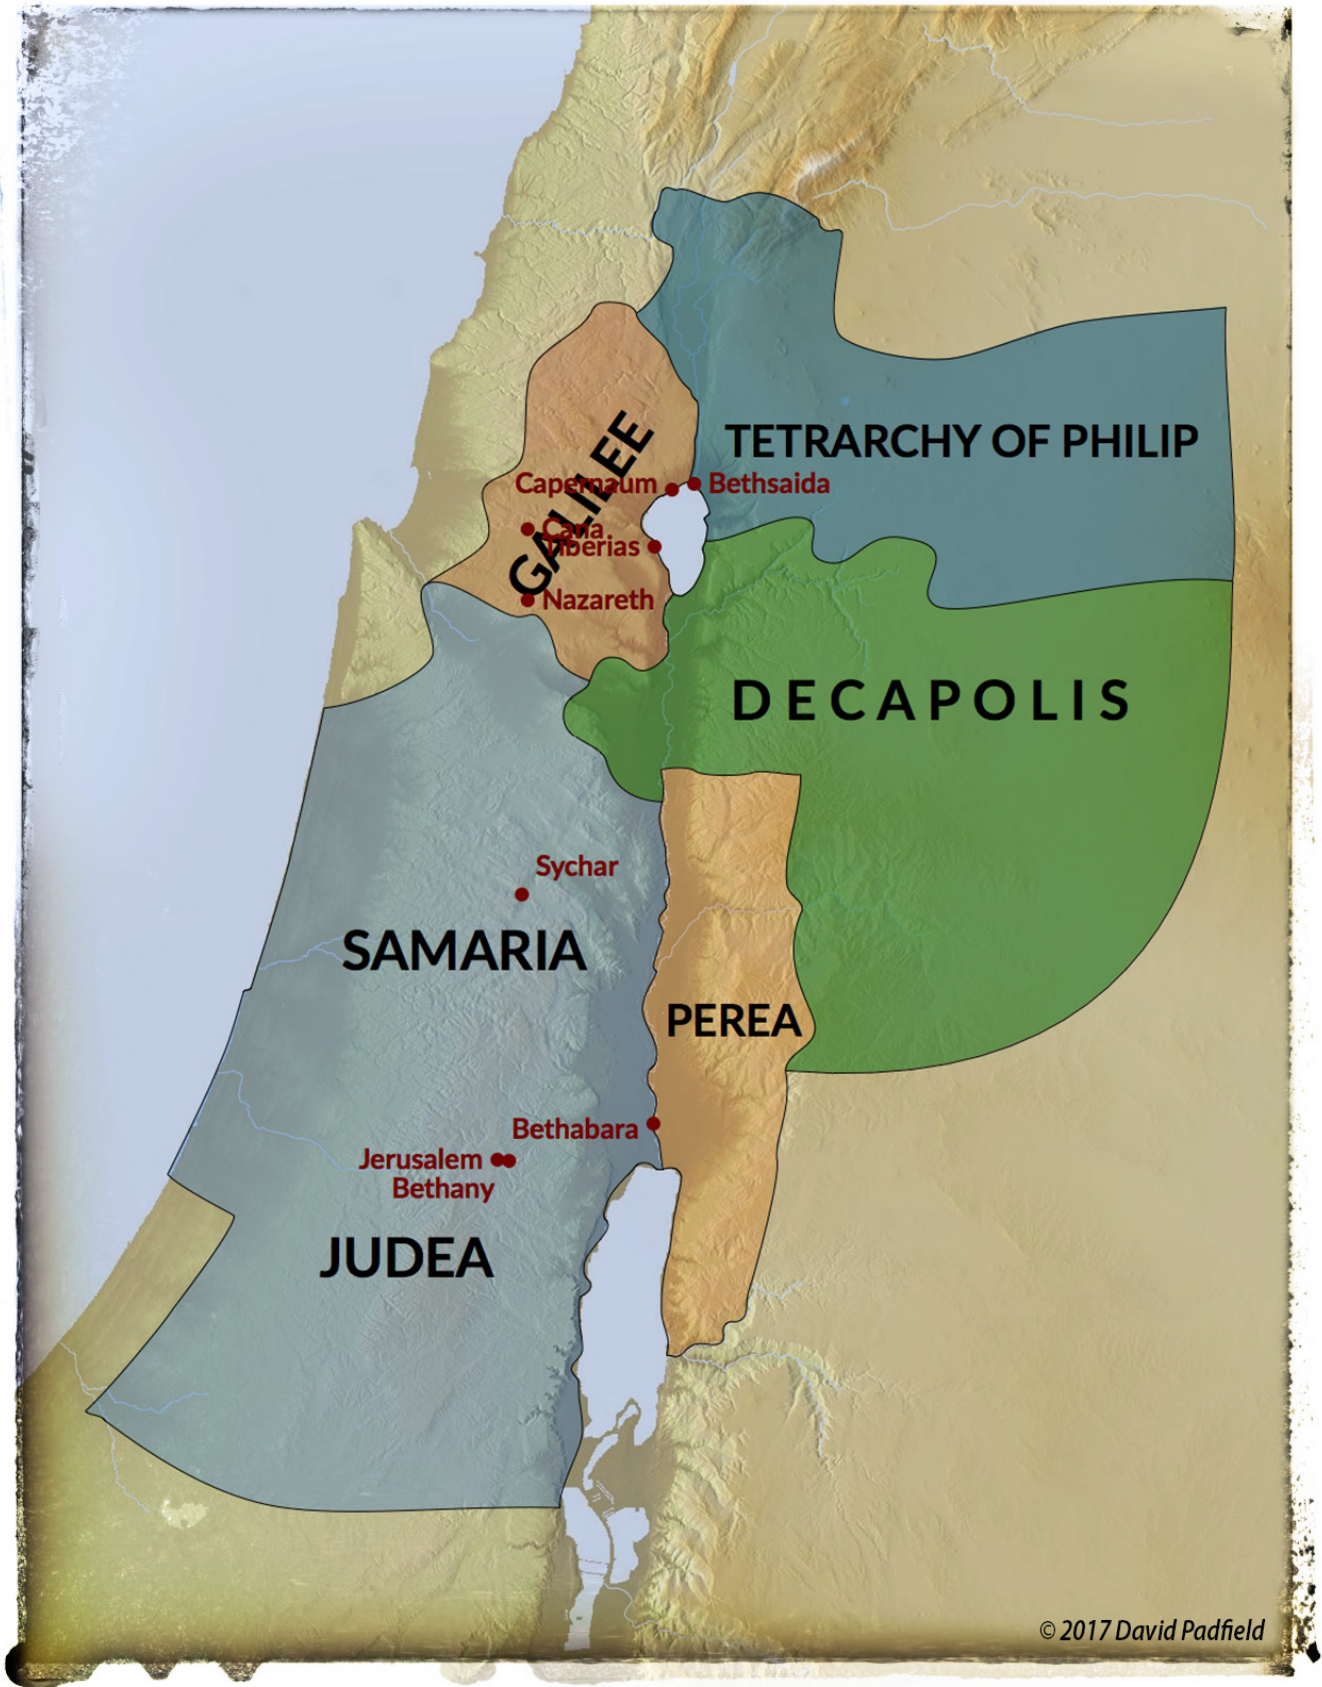 TETRARCHY OF PHILIP
GALILEE
Capernaum
Bethsaida
Cana
Tiberias
Nazareth
DECAPOLIS
Sychar
SAMARIA
PEREA
Bethabara
Jerusalem
Bethany
JUDEA
© 2017 David Padfield